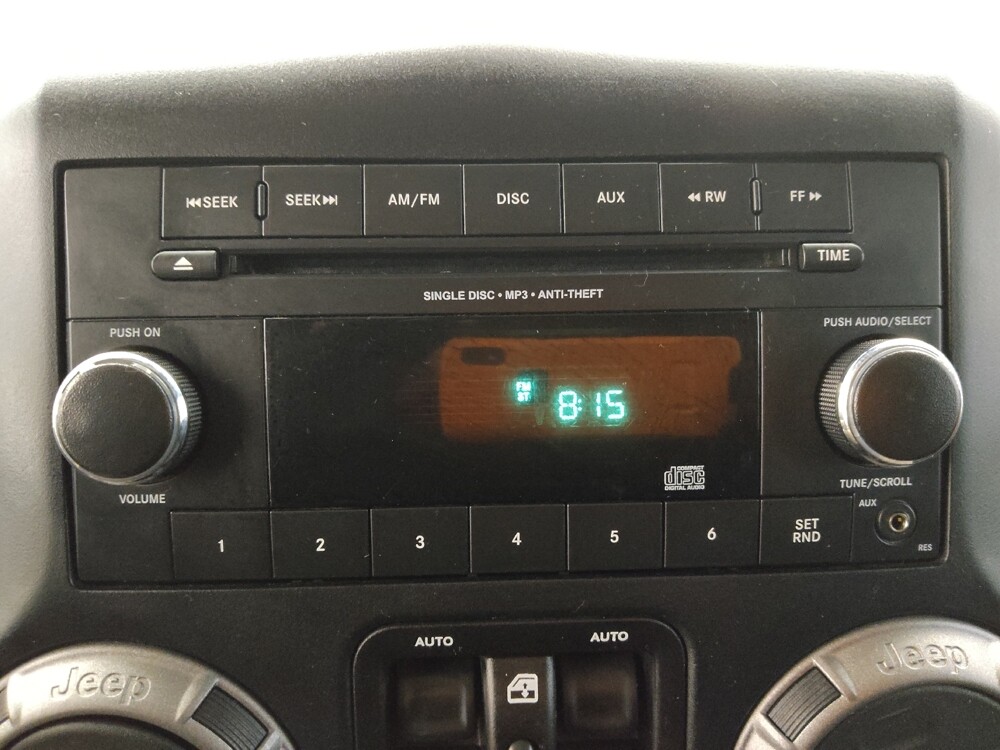 SEEK
SEEK
AM/FM
DISC
AUX
RW
FF
TIME
SINGLE DISC • MP3 • ANTI-THEFT
PUSH ON
PUSH AUDIO/SELECT
FM
ST
8:15
COMPACT
disc
DIGITAL AUDIO
VOLUME
TUNE/SCROLL
AUX
1
2
3
4
5
6
SET
RND
RES
AUTO
AUTO
Jeep
Jeep